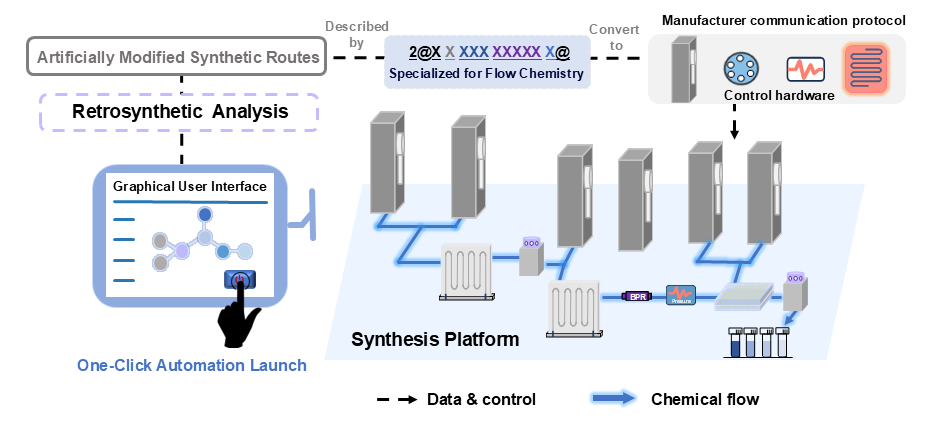 Described
by
Convert
to
Manufacturer communication protocol
Artificially Modified Synthetic Routes
2@X X XXX XXXXX X@
Specialized for Flow Chemistry
Control hardware
Retrosynthetic Analysis
Graphical User Interface
BPR
Pressure
Synthesis Platform
One-Click Automation Launch
Data & control
Chemical flow